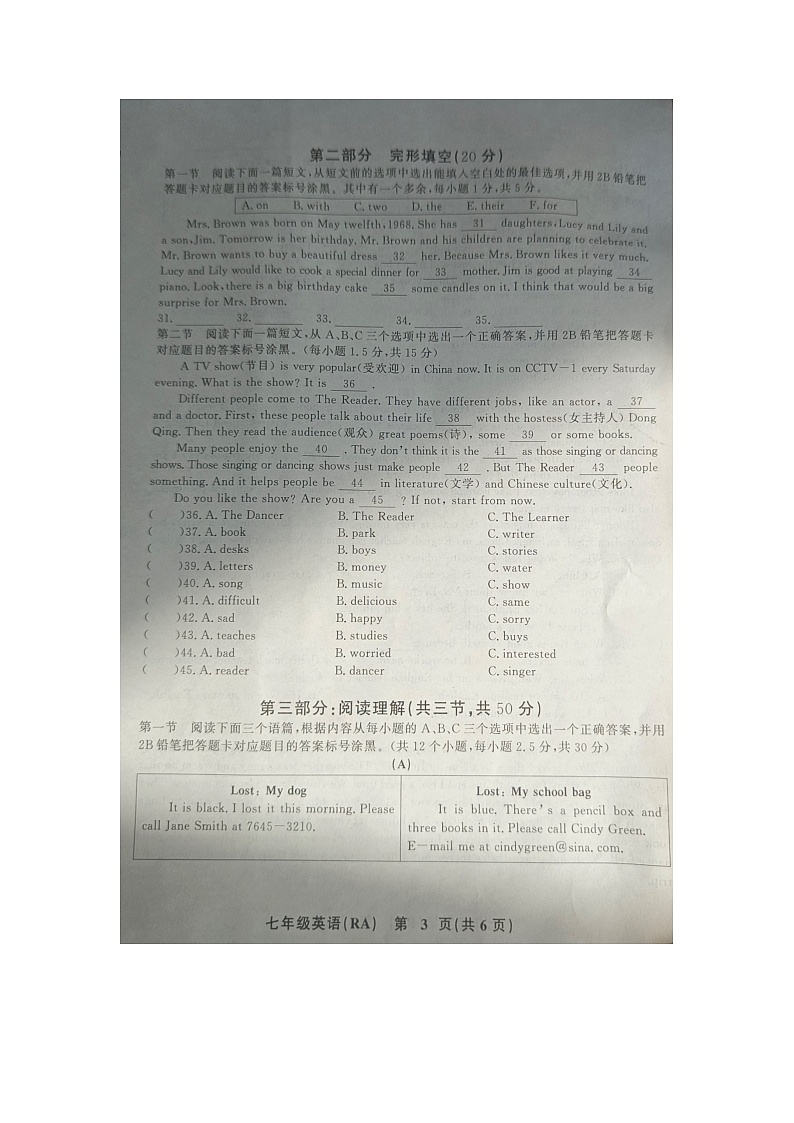 第二部分 完形填空(20分)
第一节 阅读下面一篇短文,从短文前的选项中选出能填入空白处的最佳选项,并用2B铅笔把
答题卡对应题目的答案标号涂黑。其中有一个多余,每小题1分,共5分。
A. on B. with C. two D. the E. their F. for
Mrs. Brown was born on May twelfth,1968. She has 31 daughters,Lucy and Lily and
a son,Jim. Tomorrow is her birthday. Mr. Brown and his children are planning to celebrate it.
Mr. Brown wants to buy a beautiful dress 32 her. Because Mrs. Brown likes it very much.
Lucy and Lily would like to cook a special dinner for 33 mother. Jim is good at playing 34
piano. Look,there is a big birthday cake 35 some candles on it. I think that would be a big
surprise for Mrs. Brown.
31. 32. 33. 34. 35.
第二节 阅读下面一篇短文,从A、B、C三个选项中选出一个正确答案,并用2B铅笔把答题卡
对应题目的答案标号涂黑。(每小题1.5分,共15分)
A TV show(节目) is very popular(受欢迎) in China now. It is on CCTV-1 every Saturday
evening. What is the show? It is 36 .
Different people come to The Reader. They have different jobs, like an actor, a 37
and a doctor. First, these people talk about their life 38 with the hostess(女主持人) Dong
Qing. Then they read the audience(观众) great poems(诗), some 39 or some books.
Many people enjoy the 40 . They don't think it is the 41 as those singing or dancing
shows. Those singing or dancing shows just make people 42 . But The Reader 43 people
something. And it helps people be 44 in literature(文学) and Chinese culture(文化).
Do you like the show? Are you a 45 ? If not, start from now.
( )36. A. The Dancer B. The Reader C. The Learner
( )37. A. book B. park C. writer
( )38. A. desks B. boys C. stories
( )39. A. letters B. money C. water
( )40. A. song B. music C. show
( )41. A. difficult B. delicious C. same
( )42. A. sad B. happy C. sorry
( )43. A. teaches B. studies C. buys
( )44. A. bad B. worried C. interested
( )45. A. reader B. dancer C. singer
第三部分:阅读理解(共三节,共50分)
第一节 阅读下面三个语篇,根据内容从每小题的A、B、C三个选项中选出一个正确答案,并用
2B铅笔把答题卡对应题目的答案标号涂黑。(共12个小题,每小题2.5分,共30分)
(A)
Lost: My dog
It is black. I lost it this morning. Please
call Jane Smith at 7645-3210.
Lost: My school bag
It is blue. There's a pencil box and
three books in it. Please call Cindy Green.
E-mail me at cindygreen@sina.com.
七年级英语(RA) 第 3 页(共6页)